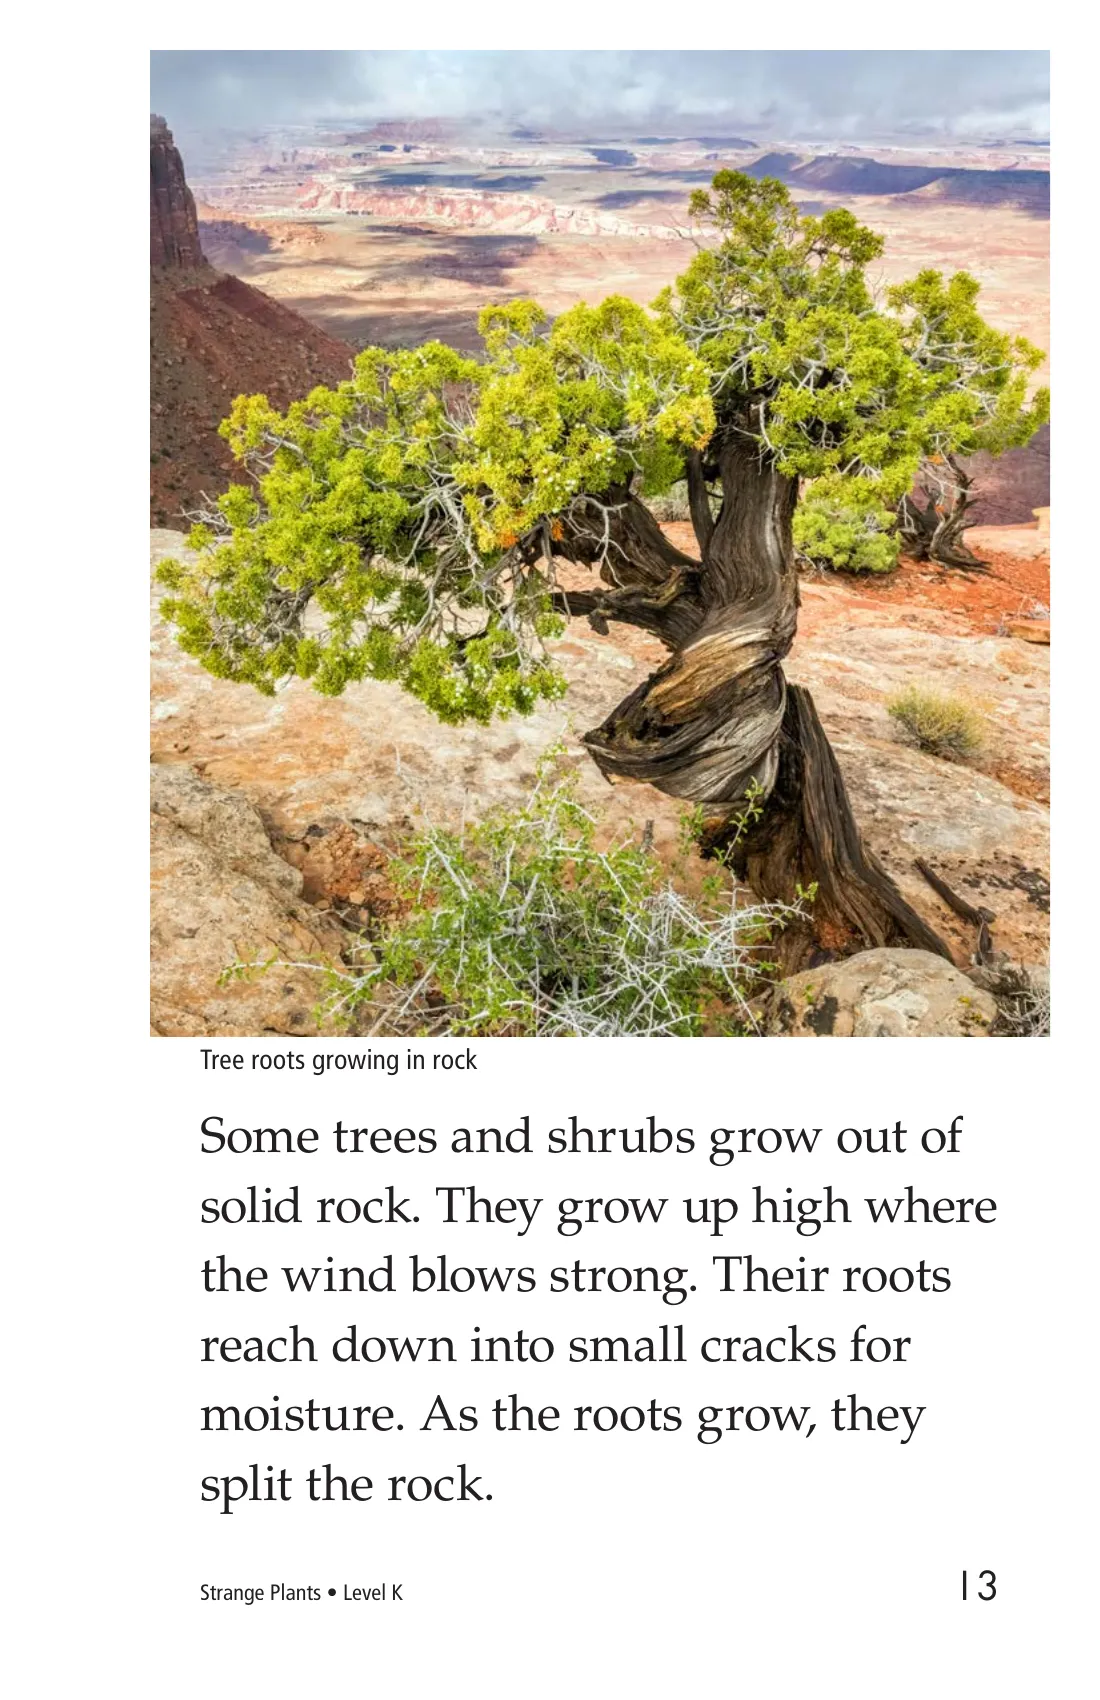 Tree roots growing in rock
Some trees and shrubs grow out of
solid rock. They grow up high where
the wind blows strong. Their roots
reach down into small cracks for
moisture. As the roots grow, they
split the rock.
Strange Plants • Level K
13